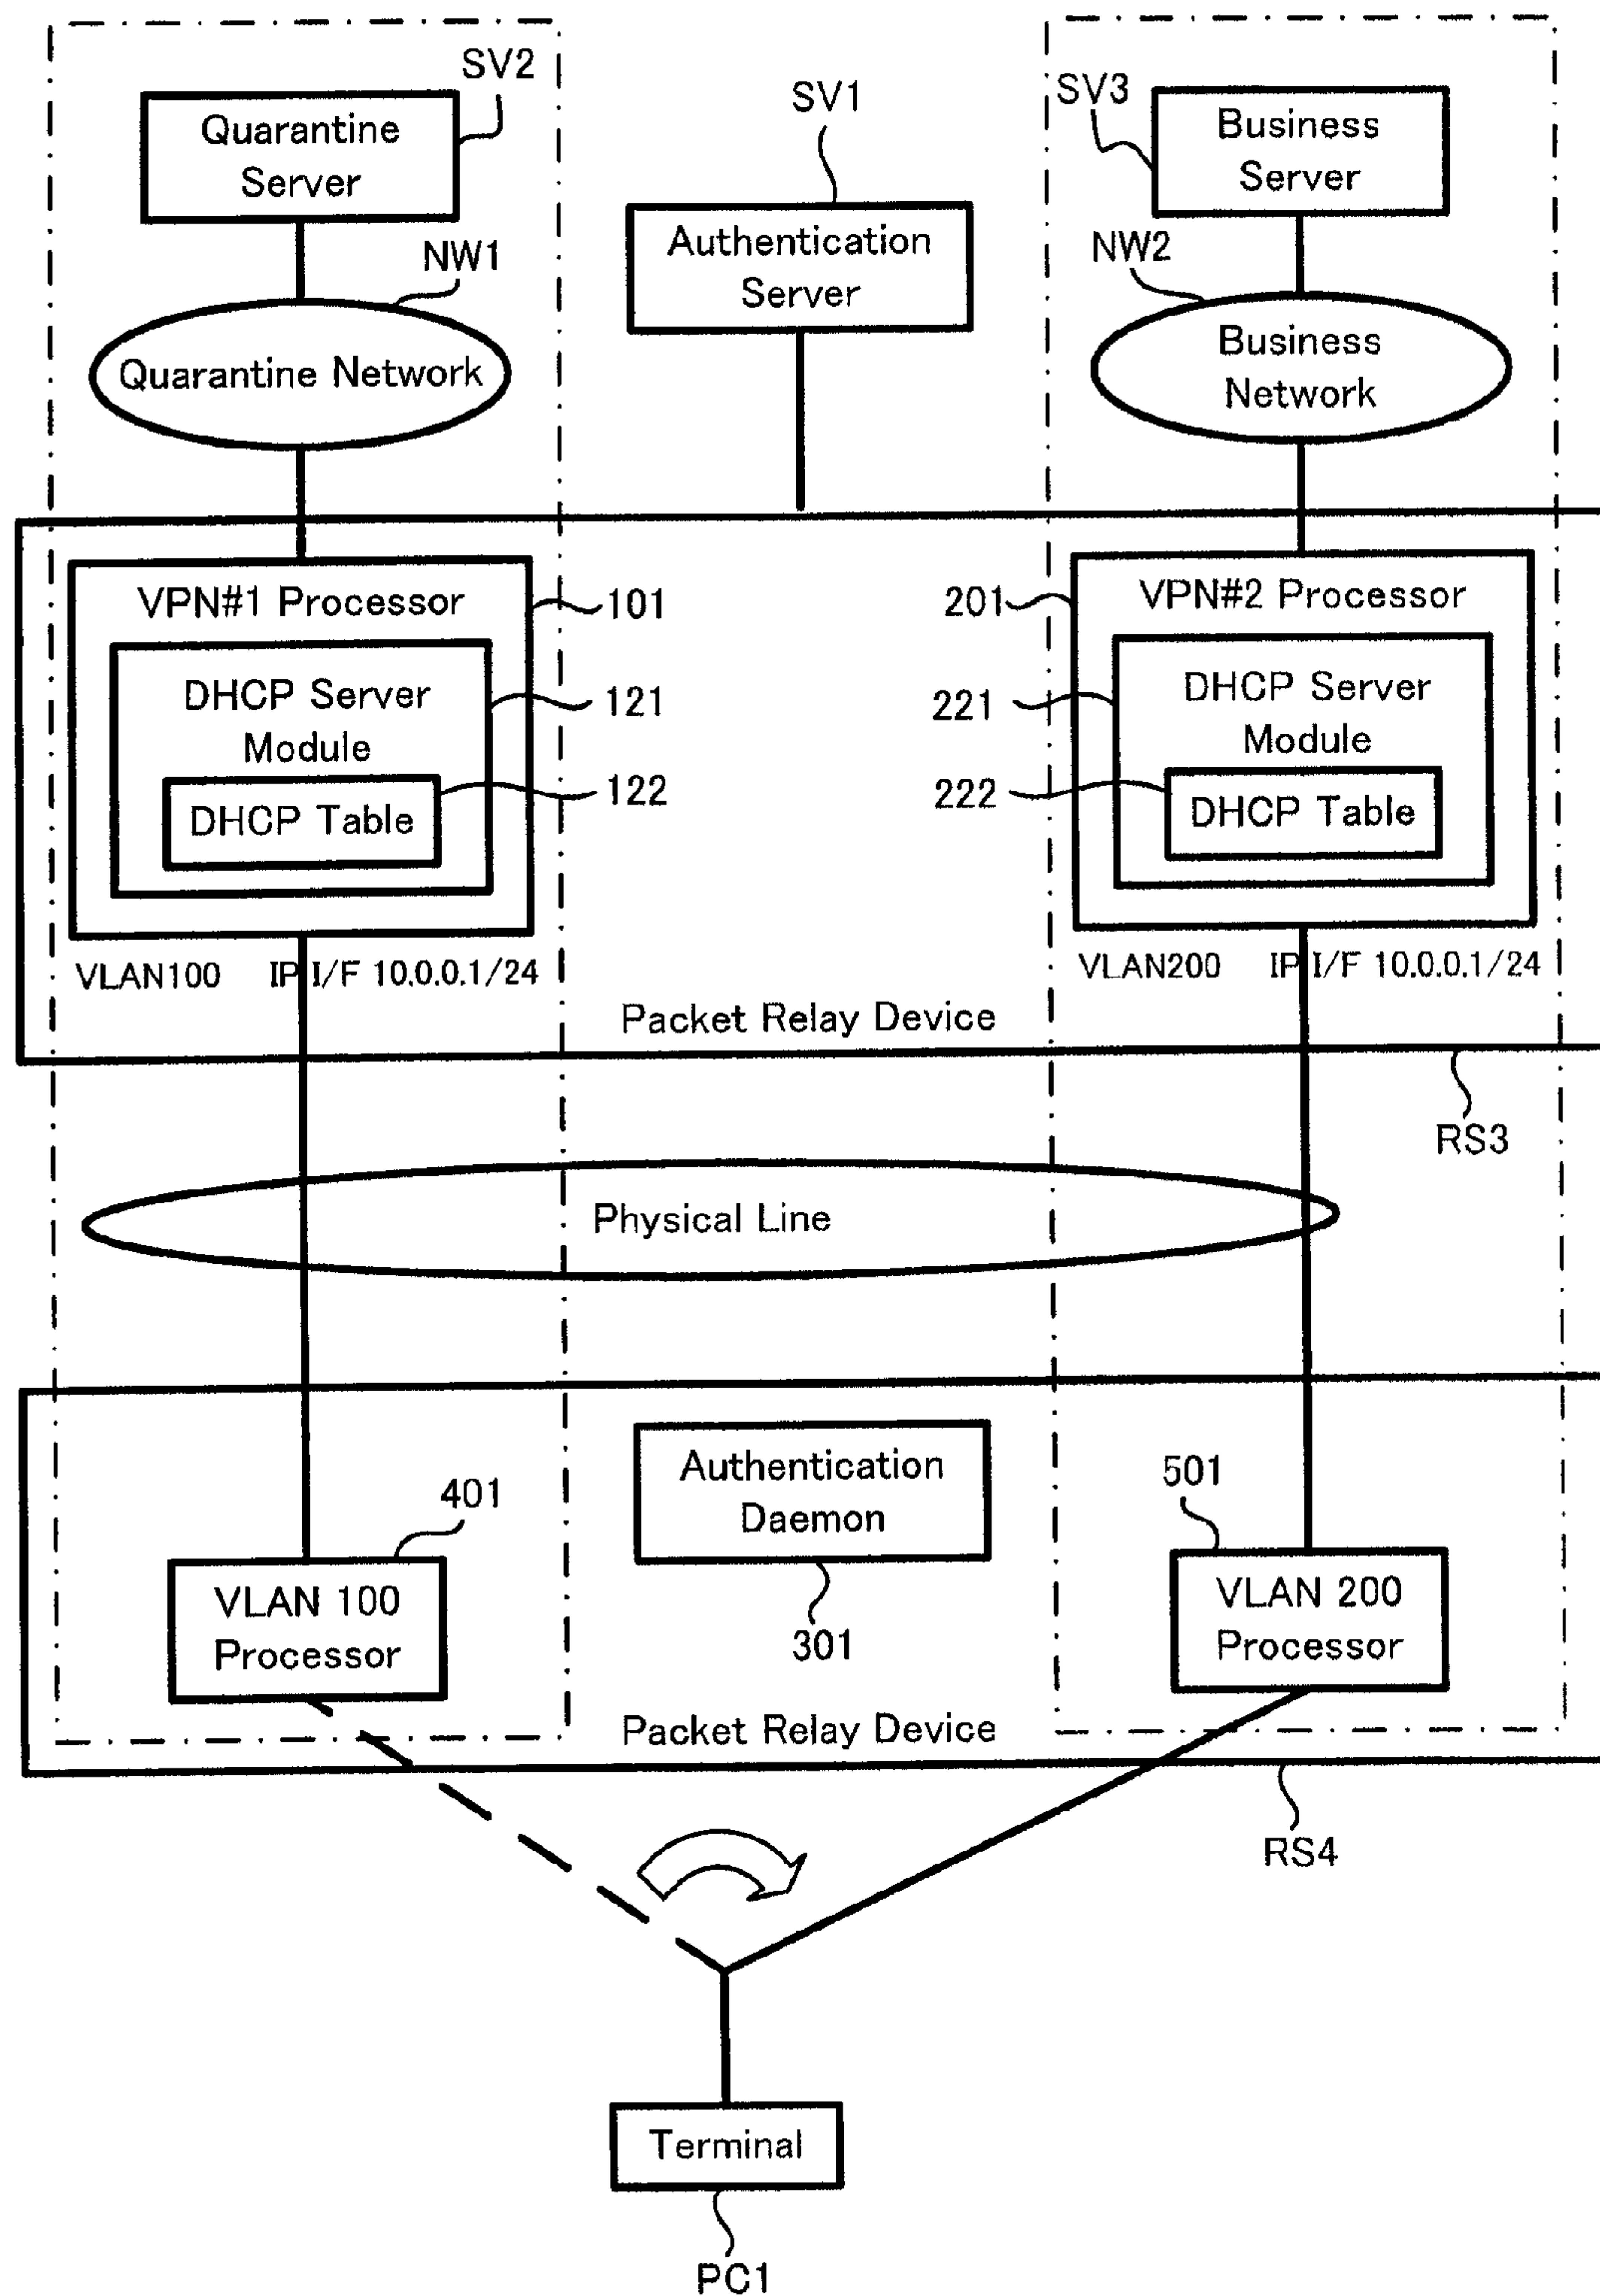 SV2
SV1
SV3
Quarantine
Server
Business
Server
Authentication
Server
NW1
NW2
Quarantine Network
Business
Network
VPN#1 Processor
101
201
VPN#2 Processor
DHCP Server
Module
121
221
DHCP Server
Module
DHCP Table
122
222
DHCP Table
VLAN100 IP I/F 10.0.0.1/24
VLAN200 IP I/F 10.0.0.1/24
Packet Relay Device
RS3
Physical Line
Authentication
Daemon
301
401
501
VLAN 100
Processor
VLAN 200
Processor
Packet Relay Device
RS4
Terminal
PC1